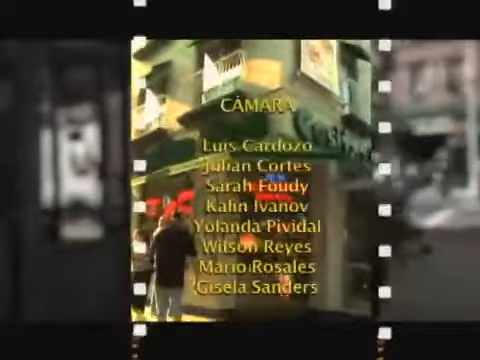 CÁMARA
Luis Cardozo
Julian Cortes
Sarah Foudy
Kalin Ivanov
Yolanda Pividal
Wilson Reyes
Mario Rosales
Gisela Sanders